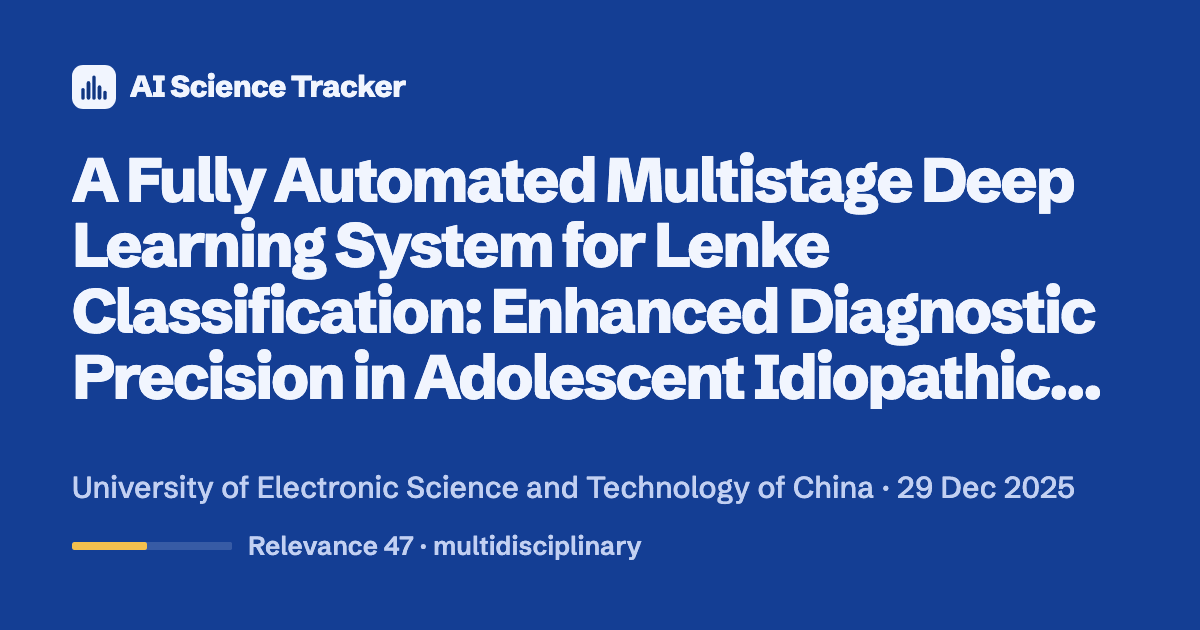 AI Science Tracker
A Fully Automated Multistage Deep
Learning System for Lenke
Classification: Enhanced Diagnostic
Precision in Adolescent Idiopathic...
University of Electronic Science and Technology of China · 29 Dec 2025
Relevance 47 · multidisciplinary